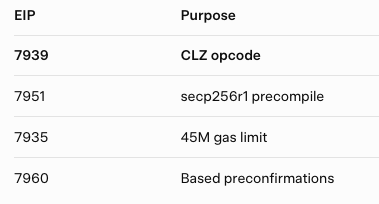 EIP Purpose
7939 CLZ opcode
7951 secp256r1 precompile
7935 45M gas limit
7960 Based preconfirmations